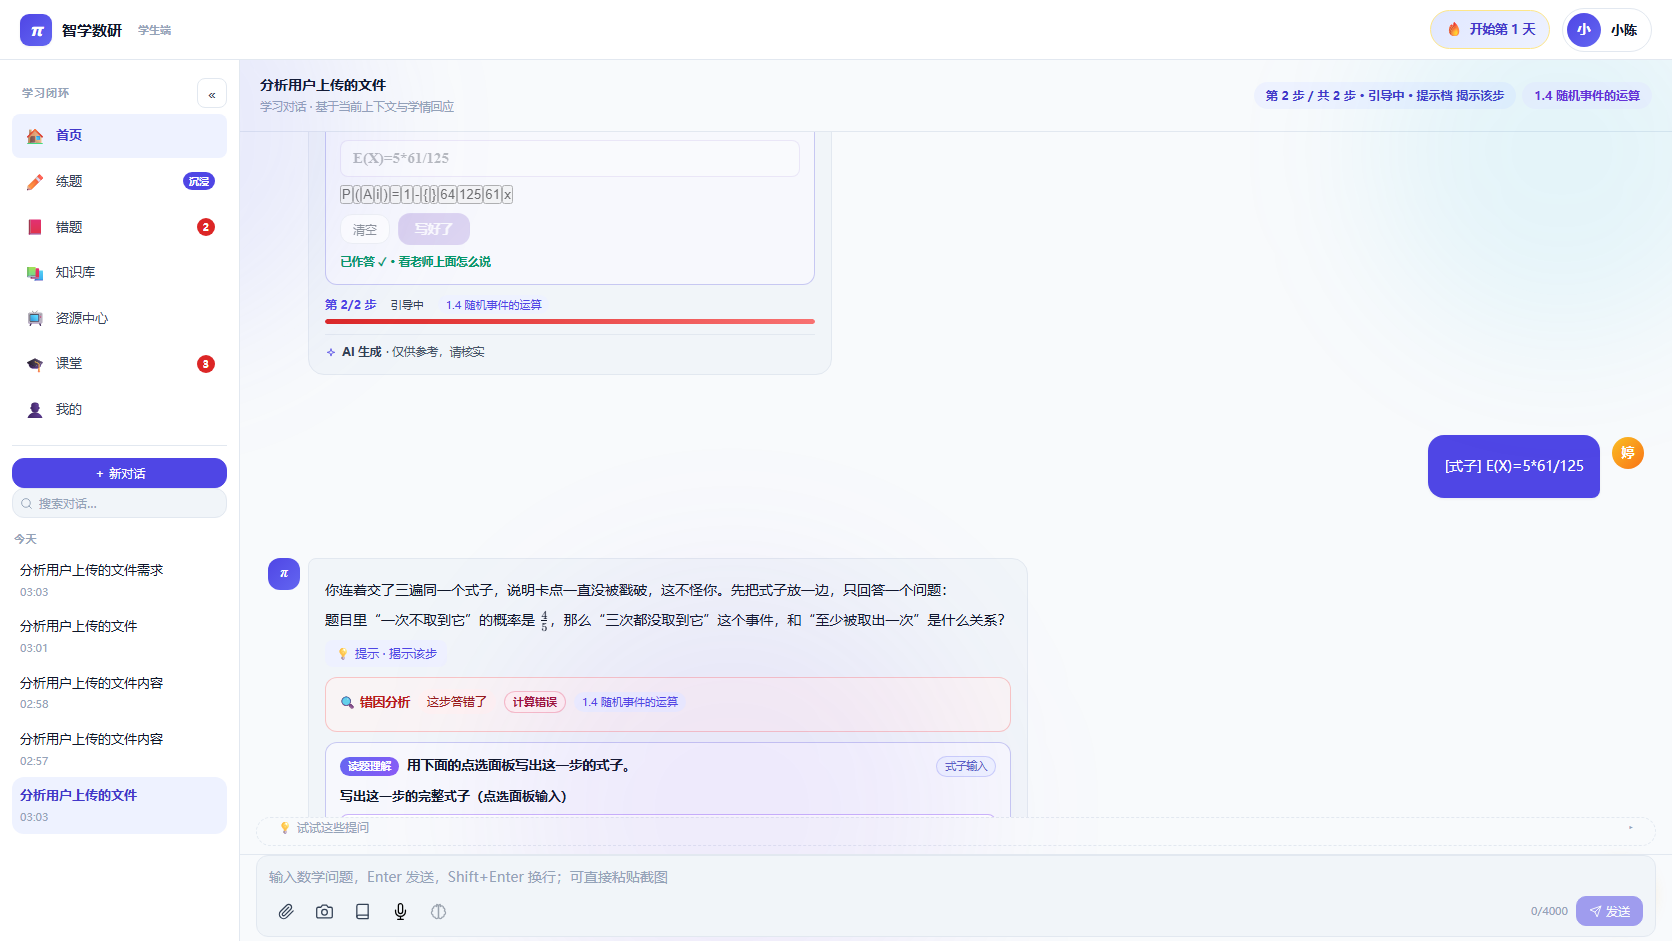 π 智学数研 学生端
开始第 1 天
小 小陈
学习闭环 «
首页
练题 沉浸
错题 2
知识库
资源中心
课堂 3
我的
+ 新对话
搜索对话...
今天
分析用户上传的文件需求
03:03
分析用户上传的文件
03:01
分析用户上传的文件内容
02:58
分析用户上传的文件内容
02:57
分析用户上传的文件
03:03
分析用户上传的文件
学习对话 · 基于当前上下文与学情回应
第 2 步 / 共 2 步 • 引导中 • 提示档 揭示该步
1.4 随机事件的运算
E(X)=5*61/125
P(Ai)=1-{|}6412561x
清空 写好了
已作答 ✓ • 看老师上面怎么说
第 2/2 步 引导中 1.4 随机事件的运算
AI 生成 · 仅供参考，请核实
[式子] E(X)=5*61/125
婷
π
你连着交了三遍同一个式子，说明卡点一直没被戳破，这不怪你。先把式子放一边，只回答一个问题：
题目里“一次不取到它”的概率是 4/5，那么“三次都没取到它”这个事件，和“至少被取出一次”是什么关系？
提示 · 揭示该步
错因分析 这步答错了 计算错误 1.4 随机事件的运算
读题理解 用下面的点选面板写出这一步的式子。 式子输入
写出这一步的完整式子（点选面板输入）
试试这些提问
输入数学问题，Enter 发送，Shift+Enter 换行；可直接粘贴截图
0/4000 发送